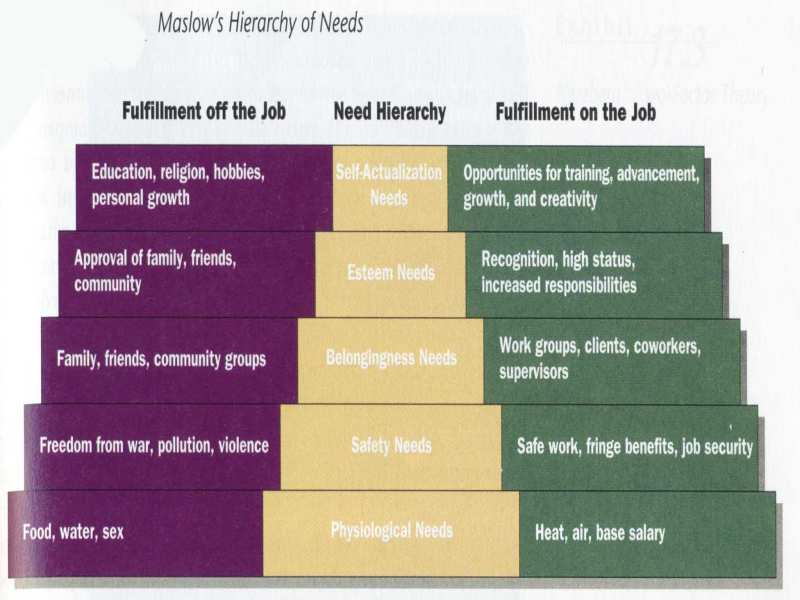 Maslow's Hierarchy of Needs
Fulfillment off the Job
Need Hierarchy
Fulfillment on the Job
Education, religion, hobbies,
personal growth
Self-Actualization
Needs
Opportunities for training, advancement,
growth, and creativity
Approval of family, friends,
community
Esteem Needs
Recognition, high status,
increased responsibilities
Family, friends, community groups
Belongingness Needs
Work groups, clients, coworkers,
supervisors
Freedom from war, pollution, violence
Safety Needs
Safe work, fringe benefits, job security
Food, water, sex
Physiological Needs
Heat, air, base salary